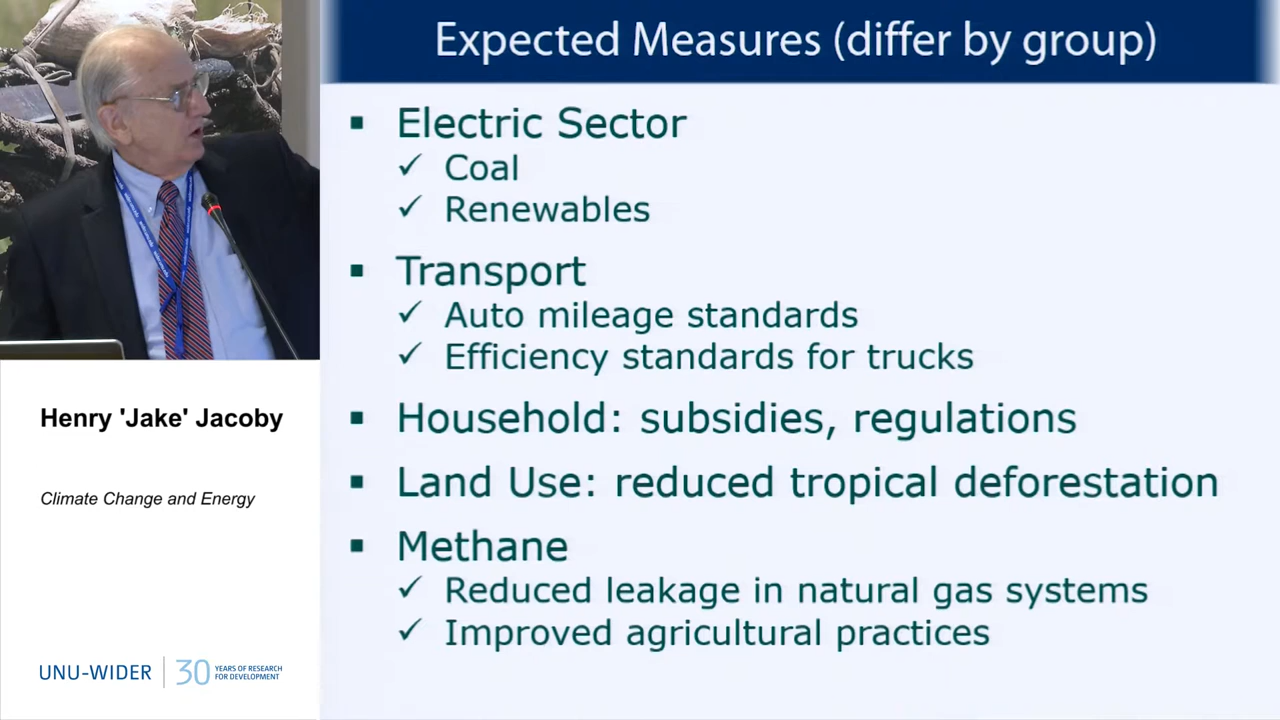 Expected Measures (differ by group)
▪ Electric Sector
✓ Coal
✓ Renewables
▪ Transport
✓ Auto mileage standards
✓ Efficiency standards for trucks
▪ Household: subsidies, regulations
▪ Land Use: reduced tropical deforestation
▪ Methane
✓ Reduced leakage in natural gas systems
✓ Improved agricultural practices
Henry 'Jake' Jacoby
Climate Change and Energy
UNU-WIDER
30 YEARS OF RESEARCH
FOR DEVELOPMENT